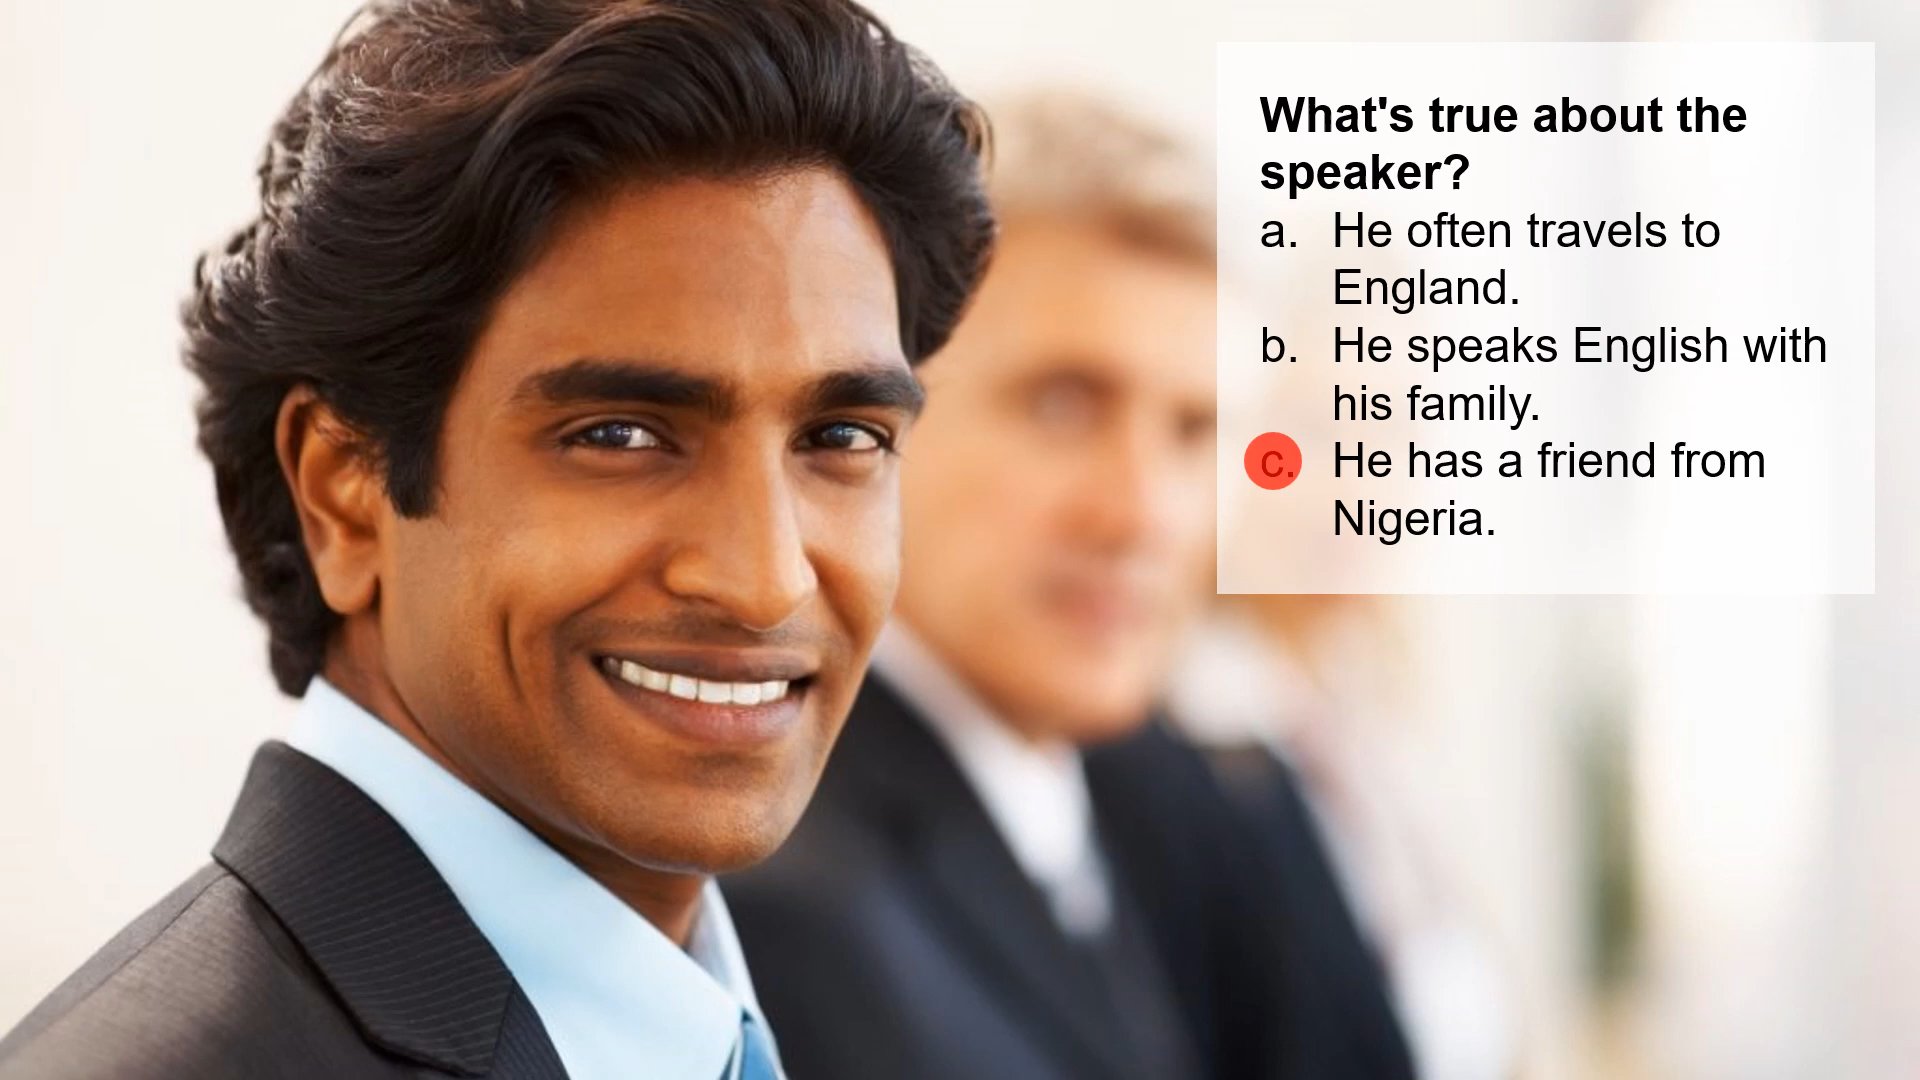 What's true about the
speaker?
a. He often travels to
England.
b. He speaks English with
his family.
c. He has a friend from
Nigeria.